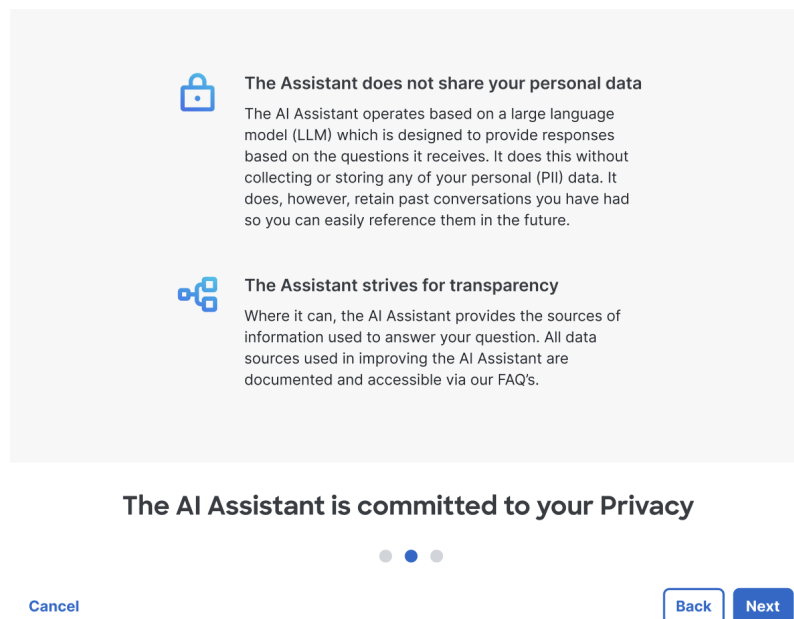 The Assistant does not share your personal data
The AI Assistant operates based on a large language
model (LLM) which is designed to provide responses
based on the questions it receives. It does this without
collecting or storing any of your personal (PII) data. It
does, however, retain past conversations you have had
so you can easily reference them in the future.
The Assistant strives for transparency
Where it can, the AI Assistant provides the sources of
information used to answer your question. All data
sources used in improving the AI Assistant are
documented and accessible via our FAQ’s.
The AI Assistant is committed to your Privacy
Cancel
Back
Next